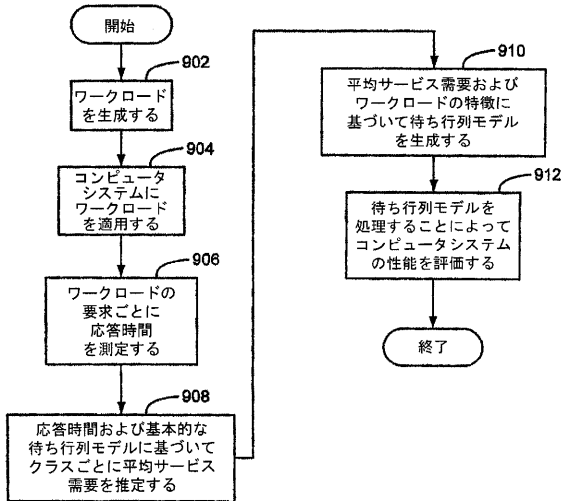 開始
902
ワークロード
を生成する
904
コンピュータ
システムに
ワークロード
を適用する
906
ワークロードの
要求ごとに
応答時間
を測定する
908
応答時間および基本的な
待ち行列モデルに基づいて
クラスごとに平均サービス
需要を推定する
910
平均サービス需要および
ワークロードの特徴に
基づいて待ち行列モデル
を生成する
912
待ち行列モデルを
処理することによって
コンピュータシステム
の性能を評価する
終了